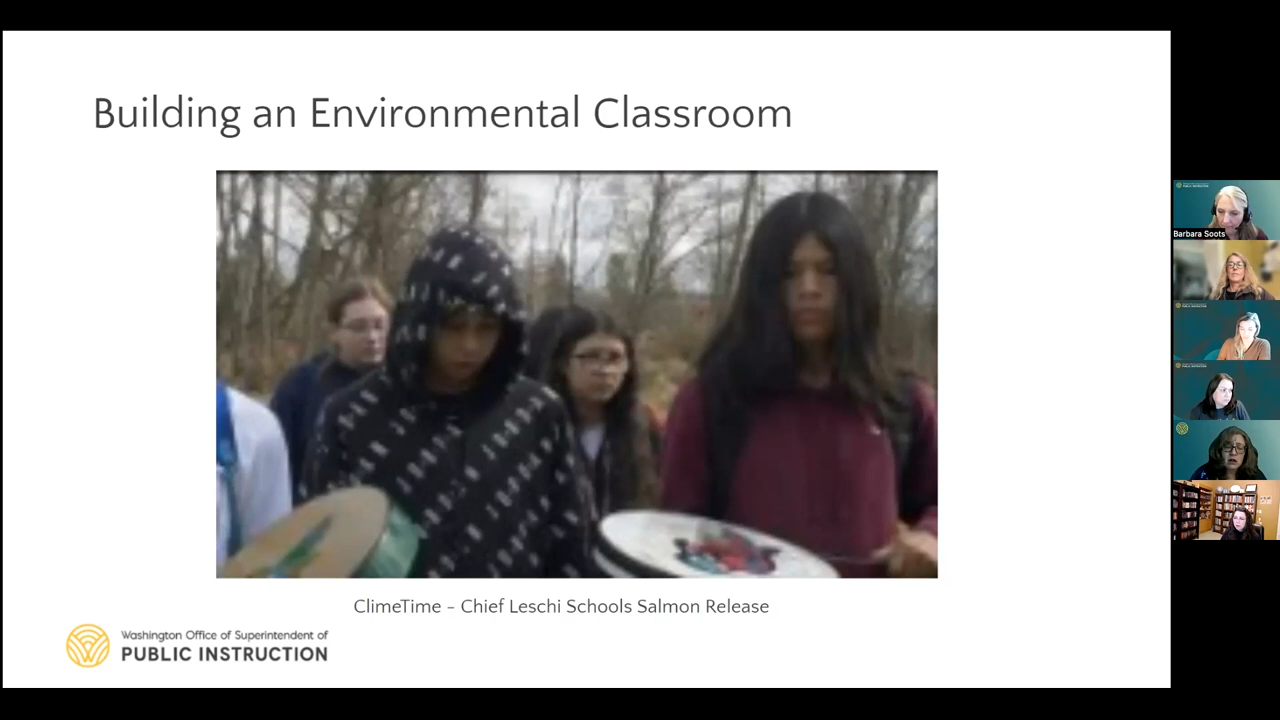 Building an Environmental Classroom
ClimeTime - Chief Leschi Schools Salmon Release
Washington Office of Superintendent of
PUBLIC INSTRUCTION
Barbara Soots